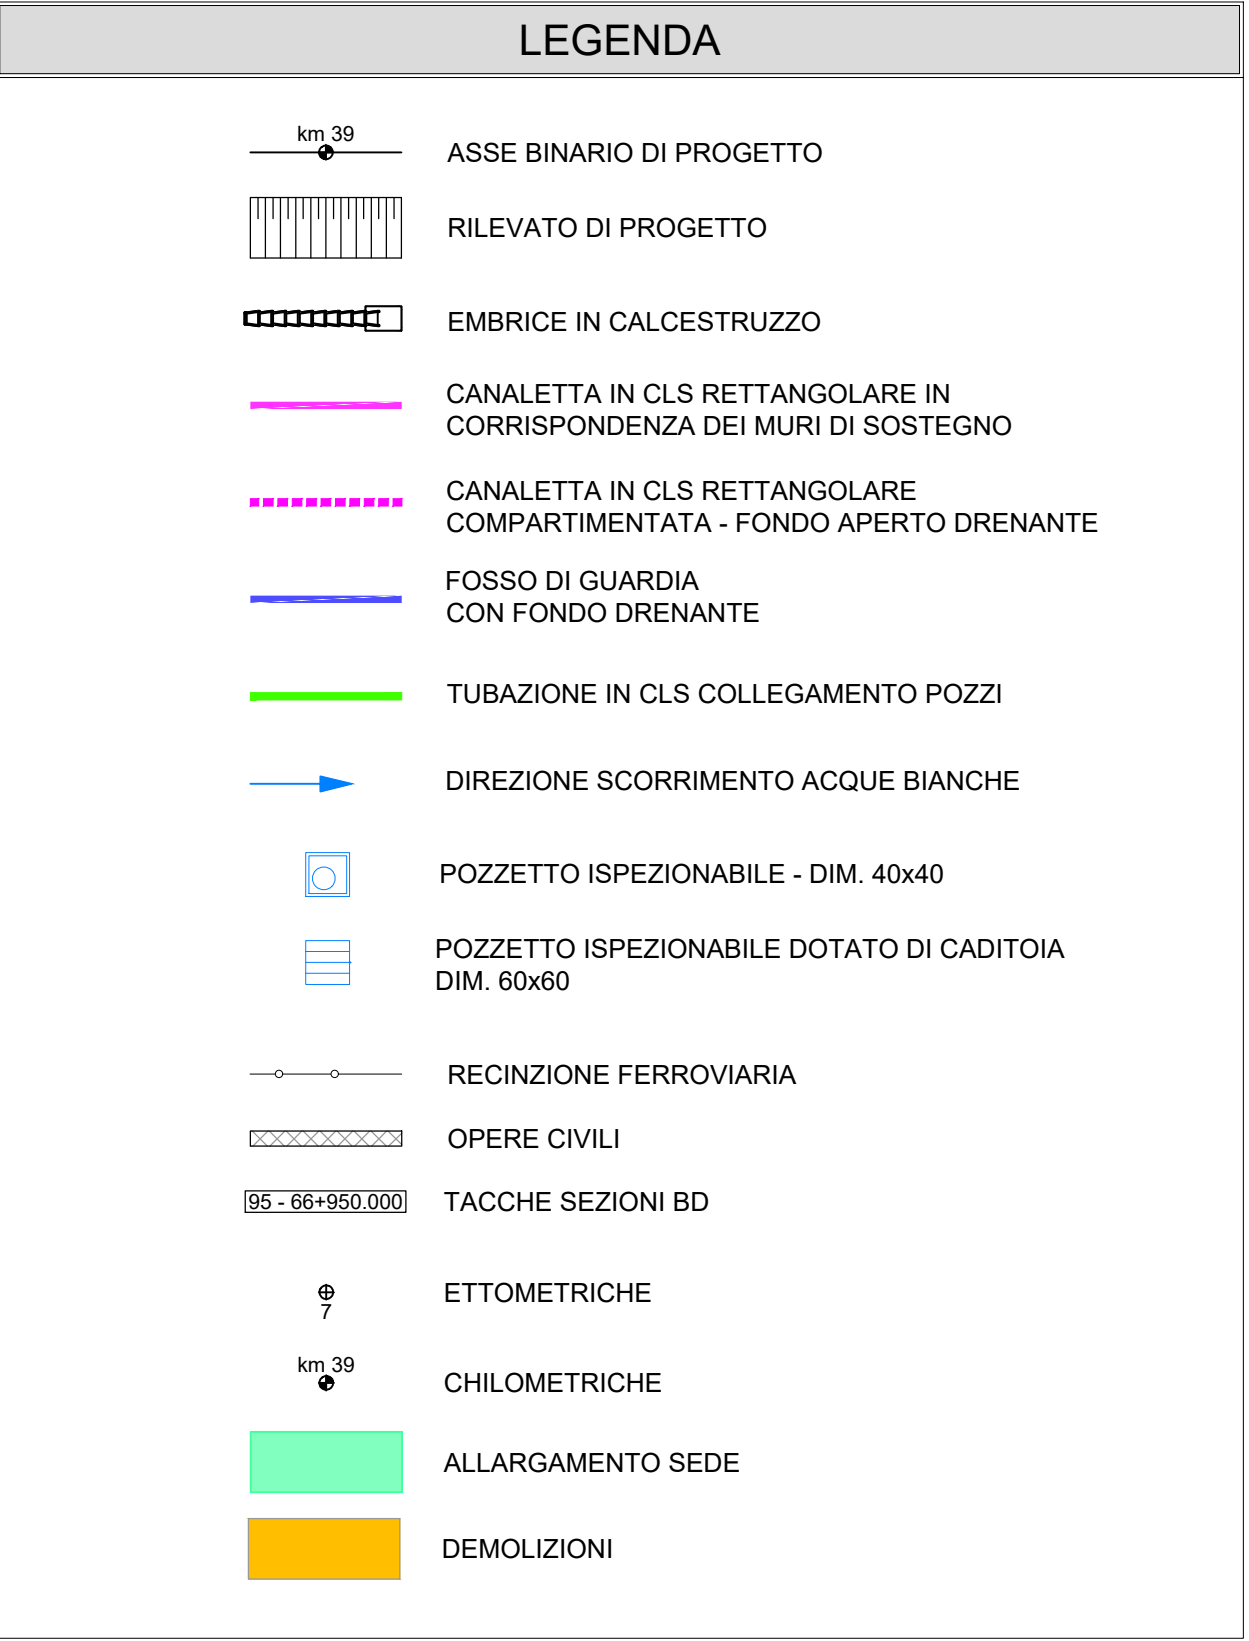 LEGENDA
km 39
ASSE BINARIO DI PROGETTO
RILEVATO DI PROGETTO
EMBRICE IN CALCESTRUZZO
CANALETTA IN CLS RETTANGOLARE IN
CORRISPONDENZA DEI MURI DI SOSTEGNO
CANALETTA IN CLS RETTANGOLARE
COMPARTIMENTATA - FONDO APERTO DRENANTE
FOSSO DI GUARDIA
CON FONDO DRENANTE
TUBAZIONE IN CLS COLLEGAMENTO POZZI
DIREZIONE SCORRIMENTO ACQUE BIANCHE
POZZETTO ISPEZIONABILE - DIM. 40x40
POZZETTO ISPEZIONABILE DOTATO DI CADITOIA
DIM. 60x60
RECINZIONE FERROVIARIA
OPERE CIVILI
95 - 66+950.000 TACCHE SEZIONI BD
ETTOMETRICHE
7
km 39
CHILOMETRICHE
ALLARGAMENTO SEDE
DEMOLIZIONI